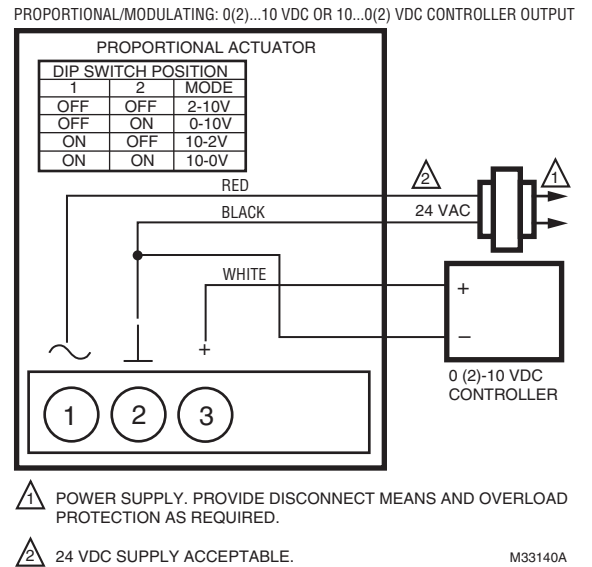 PROPORTIONAL/MODULATING: 0(2)...10 VDC OR 10...0(2) VDC CONTROLLER OUTPUT
PROPORTIONAL ACTUATOR
DIP SWITCH POSITION
1 2 MODE
OFF OFF 2-10V
OFF ON 0-10V
ON OFF 10-2V
ON ON 10-0V
2 1
RED
BLACK 24 VAC
WHITE
+
–
+
0 (2)-10 VDC
CONTROLLER
1 2 3
1 POWER SUPPLY. PROVIDE DISCONNECT MEANS AND OVERLOAD
PROTECTION AS REQUIRED.
2 24 VDC SUPPLY ACCEPTABLE. M33140A